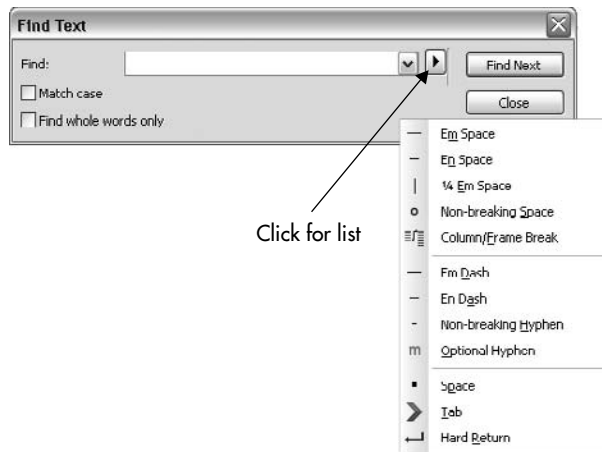 Find Text
Find:
Find Next
Match case
Close
Find whole words only
Click for list
Em Space
En Space
¼ Em Space
Non-breaking Space
Column/Frame Break
Em Dash
En Dash
Non-breaking Hyphen
Optional Hyphen
Space
Tab
Hard Return